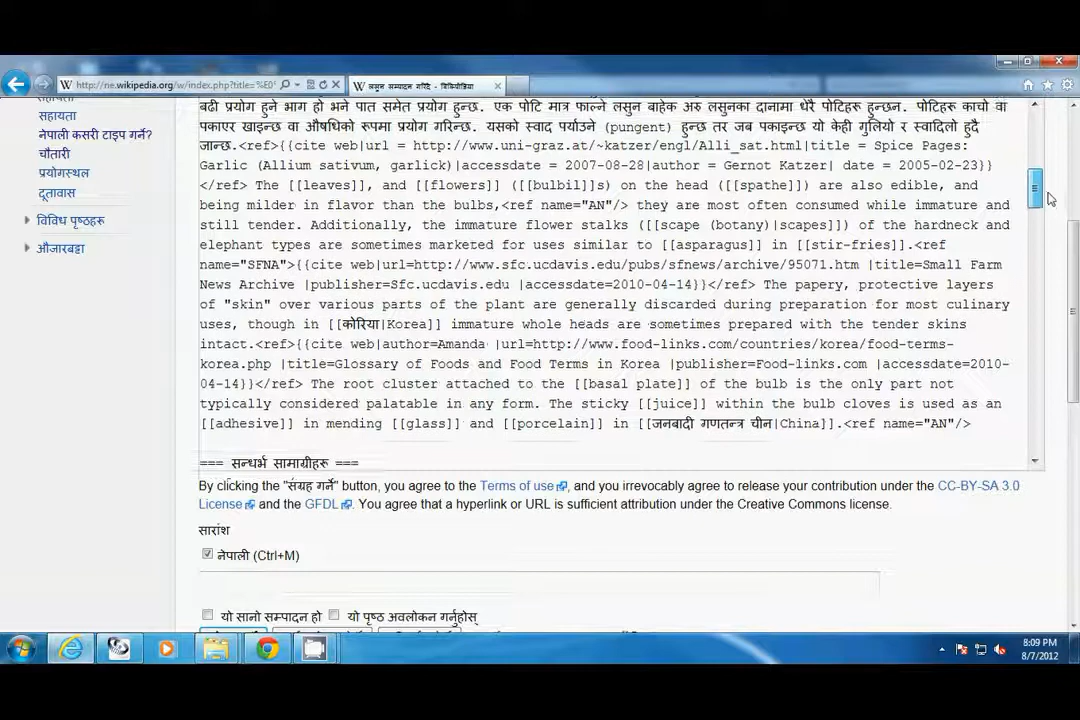 http://ne.wikipedia.org/w/index.php?title=%E0
लसुन सम्पादन गरिँदै - विकिपिडिया
सहायता
सहायता
नेपाली कसरी टाइप गर्ने?
चौतारी
प्रयोगस्थल
दूतावास
विविध पृष्ठहरू
औजारबट्टा
बढी प्रयोग हुने भाग हो भने पात समेत प्रयोग हुन्छ. एक पोटि मात्र फाल्ने लसुन बाहेक अरु लसुनका दानामा धेरै पोटिहरू हुन्छन. पोटिहरू काचो वा
पकाएर खाइन्छ वा औषधिको रूपमा प्रयोग गरिन्छ. यसको स्वाद पर्याउने (pungent) हुन्छ तर जब पकाइन्छ यो केही गुलियो र स्वादिलो हुदै
जान्छ.<ref>{{cite web|url = http://www.uni-graz.at/~katzer/engl/Alli_sat.html|title = Spice Pages:
Garlic (Allium sativum, garlick)|accessdate = 2007-08-28|author = Gernot Katzer| date = 2005-02-23}}
</ref> The [[leaves]], and [[flowers]] ([[bulbil]]s) on the head ([[spathe]]) are also edible, and
being milder in flavor than the bulbs,<ref name="AN"/> they are most often consumed while immature and
still tender. Additionally, the immature flower stalks ([[scape (botany)|scapes]]) of the hardneck and
elephant types are sometimes marketed for uses similar to [[asparagus]] in [[stir-fries]].<ref
name="SFNA">{{cite web|url=http://www.sfc.ucdavis.edu/pubs/sfnews/archive/95071.htm |title=Small Farm
News Archive |publisher=Sfc.ucdavis.edu |accessdate=2010-04-14}}</ref> The papery, protective layers
of "skin" over various parts of the plant are generally discarded during preparation for most culinary
uses, though in [[कोरिया|Korea]] immature whole heads are sometimes prepared with the tender skins
intact.<ref>{{cite web|author=Amanda |url=http://www.food-links.com/countries/korea/food-terms-
korea.php |title=Glossary of Foods and Food Terms in Korea |publisher=Food-links.com |accessdate=2010-
04-14}}</ref> The root cluster attached to the [[basal plate]] of the bulb is the only part not
typically considered palatable in any form. The sticky [[juice]] within the bulb cloves is used as an
[[adhesive]] in mending [[glass]] and [[porcelain]] in [[जनबादी गणतन्त्र चीन|China]].<ref name="AN"/>
=== सन्धर्भ सामाग्रीहरू ===
By clicking the "संग्रह गर्ने" button, you agree to the Terms of use, and you irrevocably agree to release your contribution under the CC-BY-SA 3.0
License and the GFDL. You agree that a hyperlink or URL is sufficient attribution under the Creative Commons license.
सारांश
नेपाली (Ctrl+M)
यो सानो सम्पादन हो यो पृष्ठ अवलोकन गर्नुहोस्
8:09 PM
8/7/2012